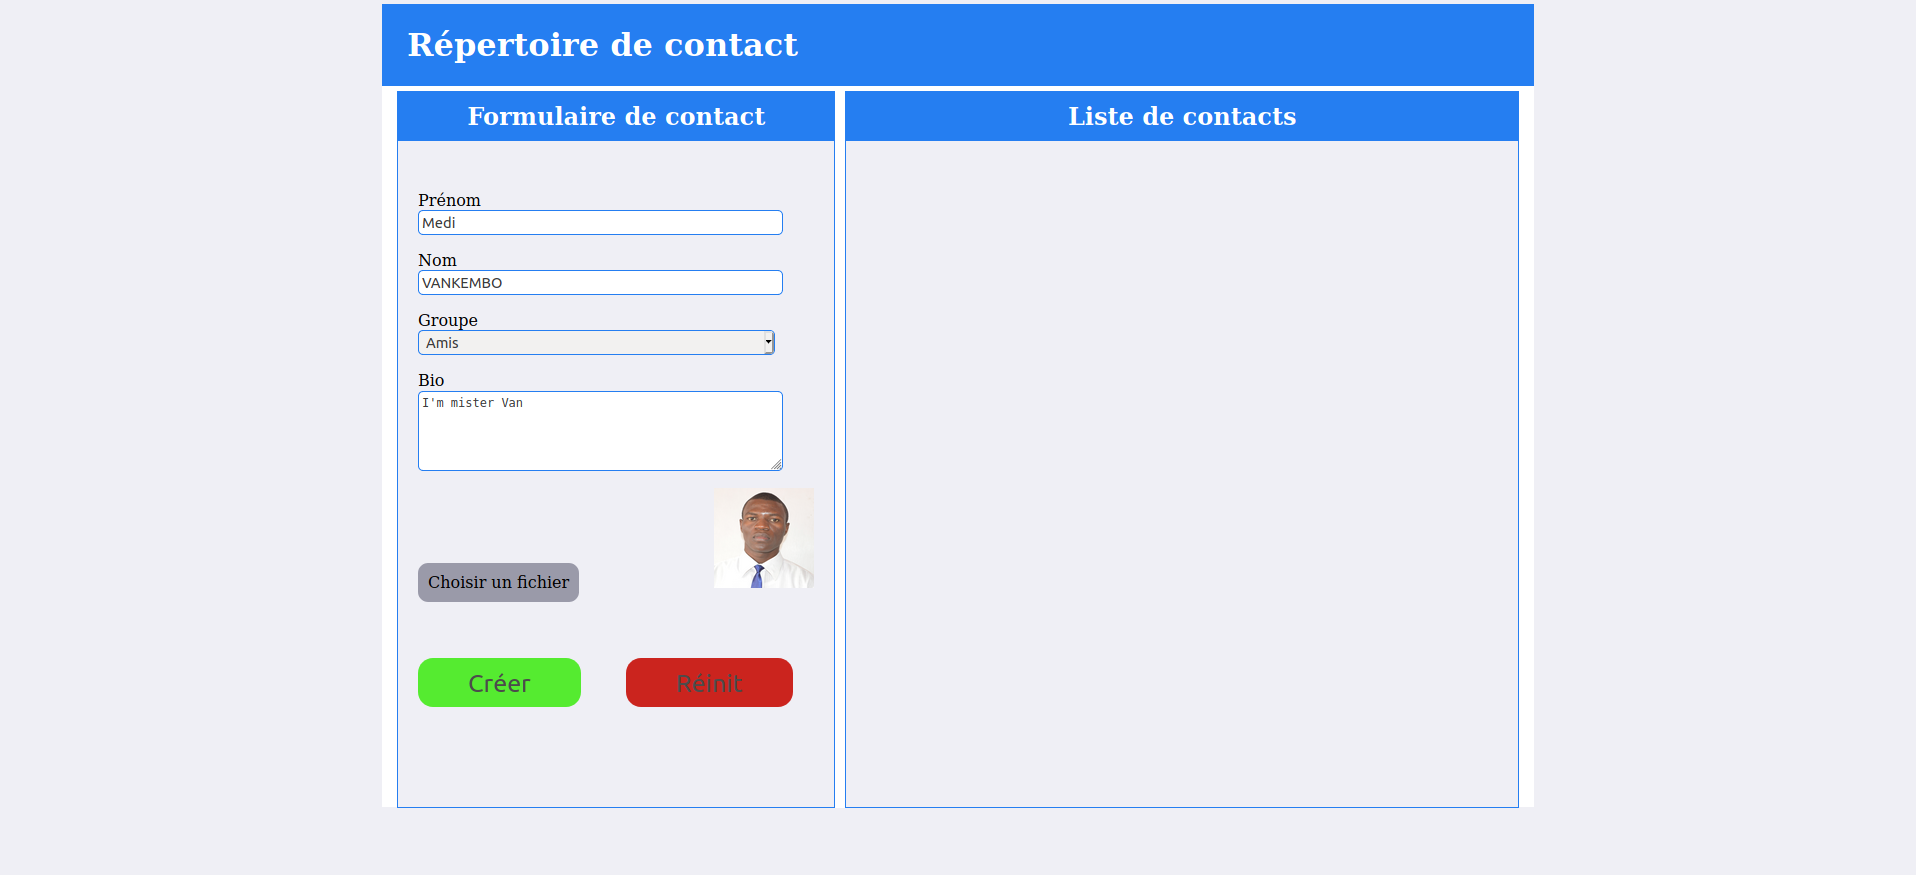 Répertoire de contact
Formulaire de contact
Prénom
Medi
Nom
VANKEMBO
Groupe
Amis
Bio
I'm mister Van
Choisir un fichier
Créer
Réinit
Liste de contacts